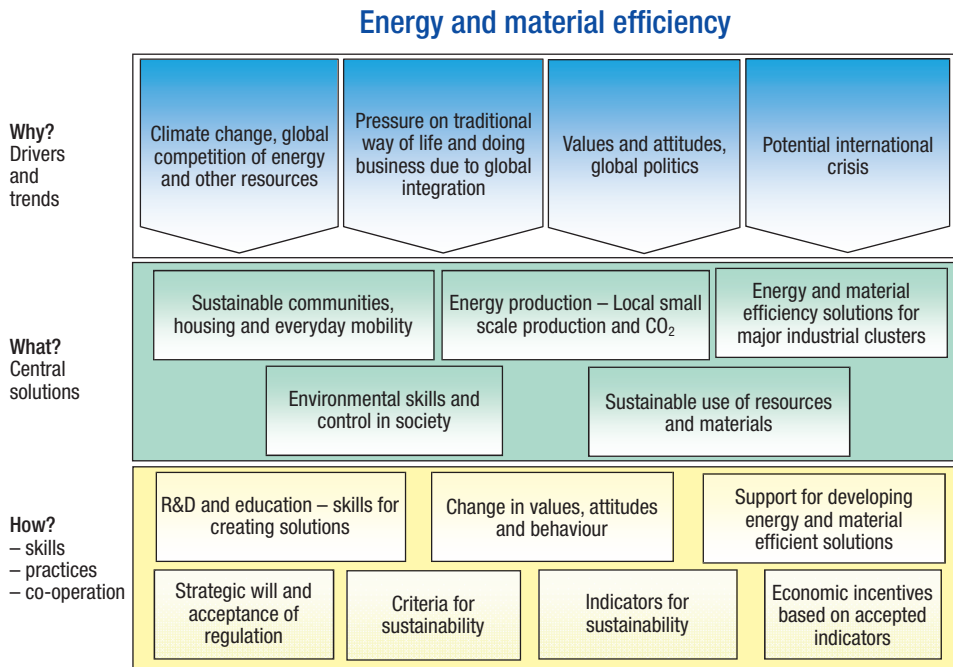 Energy and material efficiency
Why?
Drivers
and
trends
Climate change, global
competition of energy
and other resources
Pressure on traditional
way of life and doing
business due to global
integration
Values and attitudes,
global politics
Potential international
crisis
What?
Central
solutions
Sustainable communities,
housing and everyday mobility
Energy production – Local small
scale production and CO₂
Energy and material
efficiency solutions for
major industrial clusters
Environmental skills and
control in society
Sustainable use of resources
and materials
How?
– skills
– practices
– co-operation
R&D and education – skills for
creating solutions
Change in values, attitudes
and behaviour
Support for developing
energy and material
efficient solutions
Strategic will and
acceptance of
regulation
Criteria for
sustainability
Indicators for
sustainability
Economic incentives
based on accepted
indicators